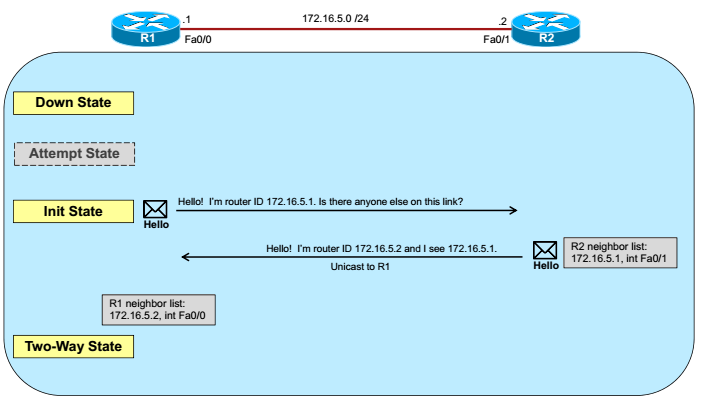 172.16.5.0 /24
.1
.2
R1
R2
Fa0/0
Fa0/1
Down State
Attempt State
Init State
Hello! I'm router ID 172.16.5.1. Is there anyone else on this link?
Hello
Hello! I'm router ID 172.16.5.2 and I see 172.16.5.1.
Unicast to R1
Hello
R2 neighbor list:
172.16.5.1, int Fa0/1
R1 neighbor list:
172.16.5.2, int Fa0/0
Two-Way State